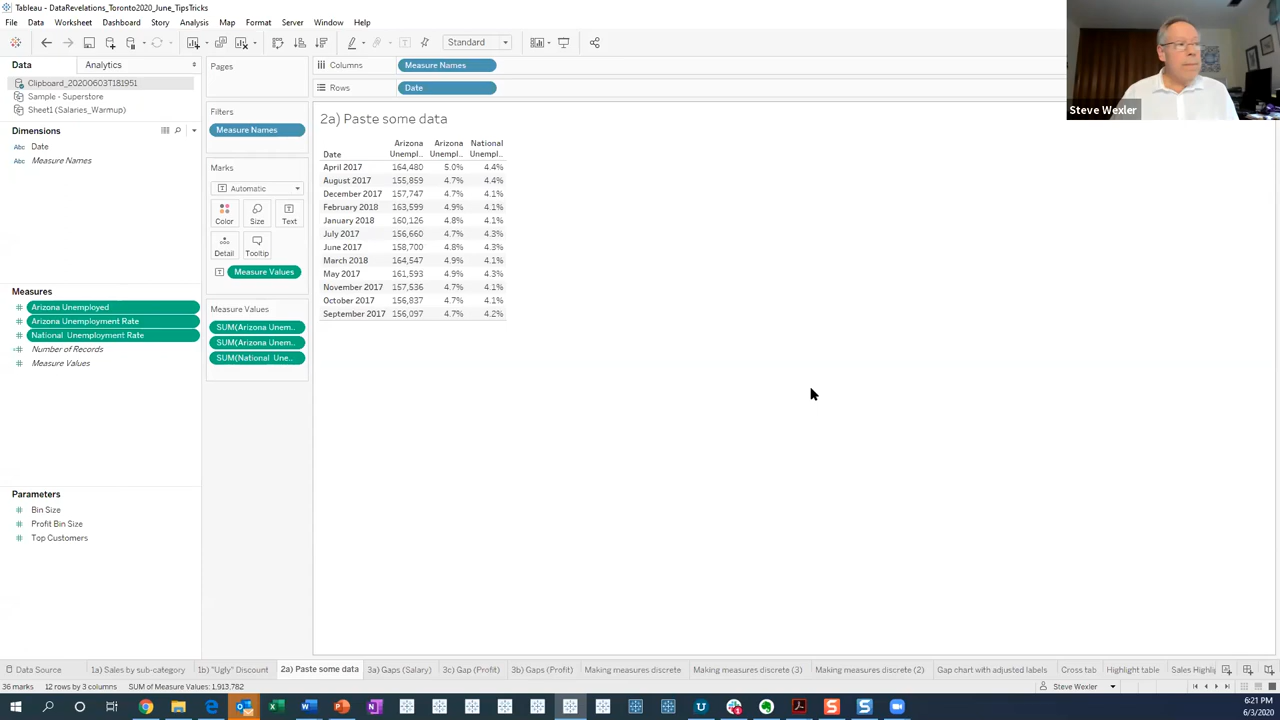 Tableau - DataRevelations_Toronto2020_June_TipsTricks
File Data Worksheet Dashboard Story Analysis Map Format Server Window Help
Standard
Steve Wexler
Data Analytics
Clipboard_20200603T181951
Sample - Superstore
Sheet1 (Salaries_Warmup)
Dimensions
Abc Date
Abc Measure Names
Measures
Arizona Unemployed
Arizona Unemployment Rate
National Unemployment Rate
Number of Records
Measure Values
Parameters
Bin Size
Profit Bin Size
Top Customers
Pages
Filters
Measure Names
Marks
Automatic
Color Size Text
Detail Tooltip
Measure Values
Measure Values
SUM(Arizona Unem..
SUM(Arizona Unem..
SUM(National Une..
Columns Measure Names
Rows Date
2a) Paste some data
Arizona Arizona National
Date Unempl.. Unempl.. Unempl..
April 2017 164,480 5.0% 4.4%
August 2017 155,859 4.7% 4.4%
December 2017 157,747 4.7% 4.1%
February 2018 163,599 4.9% 4.1%
January 2018 160,126 4.8% 4.1%
July 2017 156,660 4.7% 4.3%
June 2017 158,700 4.8% 4.3%
March 2018 164,547 4.9% 4.1%
May 2017 161,593 4.9% 4.3%
November 2017 157,536 4.7% 4.1%
October 2017 156,837 4.7% 4.1%
September 2017 156,097 4.7% 4.2%
Data Source 1a) Sales by sub-category 1b) "Ugly" Discount 2a) Paste some data 3a) Gaps (Salary) 3c) Gap (Profit) 3b) Gaps (Profit) Making measures discrete Making measures discrete (3) Making measures discrete (2) Gap chart with adjusted labels Cross tab Highlight table Sales Highli
36 marks 12 rows by 3 columns SUM of Measure Values: 1,913.782 Steve Wexler
6:21 PM
6/3/2020